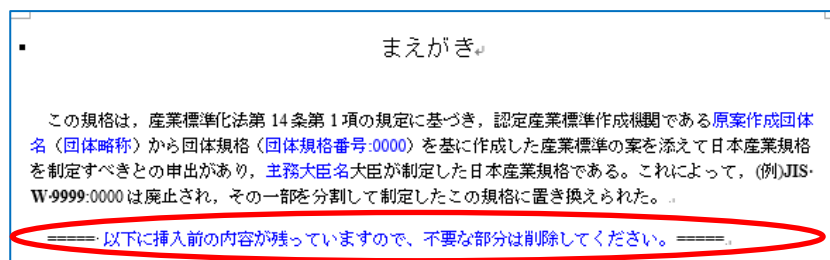 まえがき
この規格は，産業標準化法第14条第1項の規定に基づき，認定産業標準作成機関である原案作成団体
名（団体略称）から団体規格（団体規格番号:0000）を基に作成した産業標準の案を添えて日本産業規格
を制定すべきとの申出があり，主務大臣名大臣が制定した日本産業規格である。これによって，(例)JIS-
W-9999:0000は廃止され，その一部を分割して制定したこの規格に置き換えられた。
===== 以下に挿入前の内容が残っていますので、不要な部分は削除してください。=====